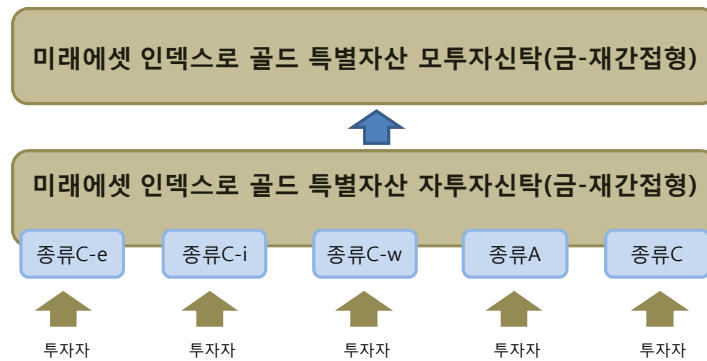 미래에셋 인덱스로 골드 특별자산 모투자신탁(금-재간접형)
미래에셋 인덱스로 골드 특별자산 자투자신탁(금-재간접형)
종류C-e
종류C-i
종류C-w
종류A
종류C
투자자
투자자
투자자
투자자
투자자